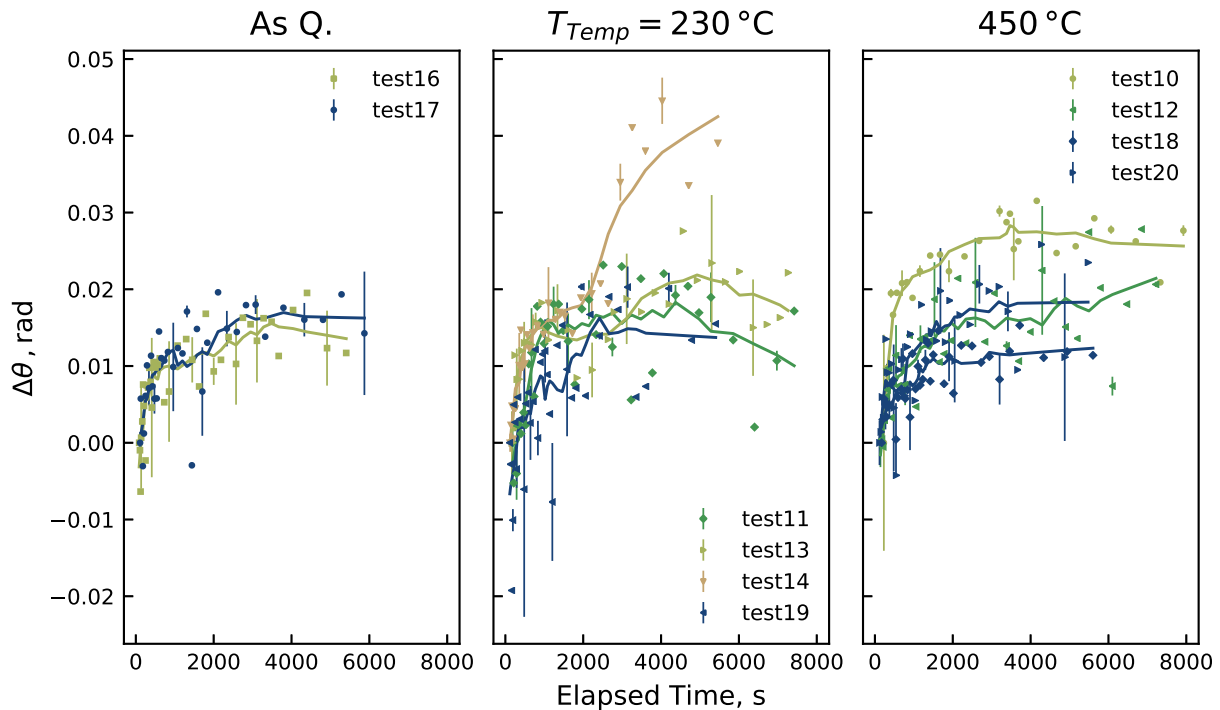 As Q.
T_Temp = 230 °C
450 °C
0.05
0.04
0.03
0.02
0.01
0.00
−0.01
−0.02
Δθ, rad
test16
test17
test11
test13
test14
test19
test10
test12
test18
test20
0 2000 4000 6000 8000
0 2000 4000 6000 8000
0 2000 4000 6000 8000
Elapsed Time, s